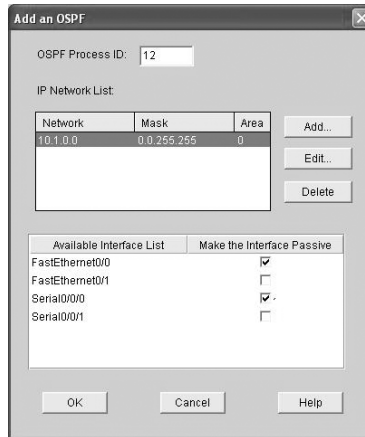 Add an OSPF
OSPF Process ID: 12
IP Network List:
Network Mask Area
10.1.0.0 0.0.255.255 0
Add...
Edit...
Delete
Available Interface List Make the Interface Passive
FastEthernet0/0
FastEthernet0/1
Serial0/0/0
Serial0/0/1
OK Cancel Help